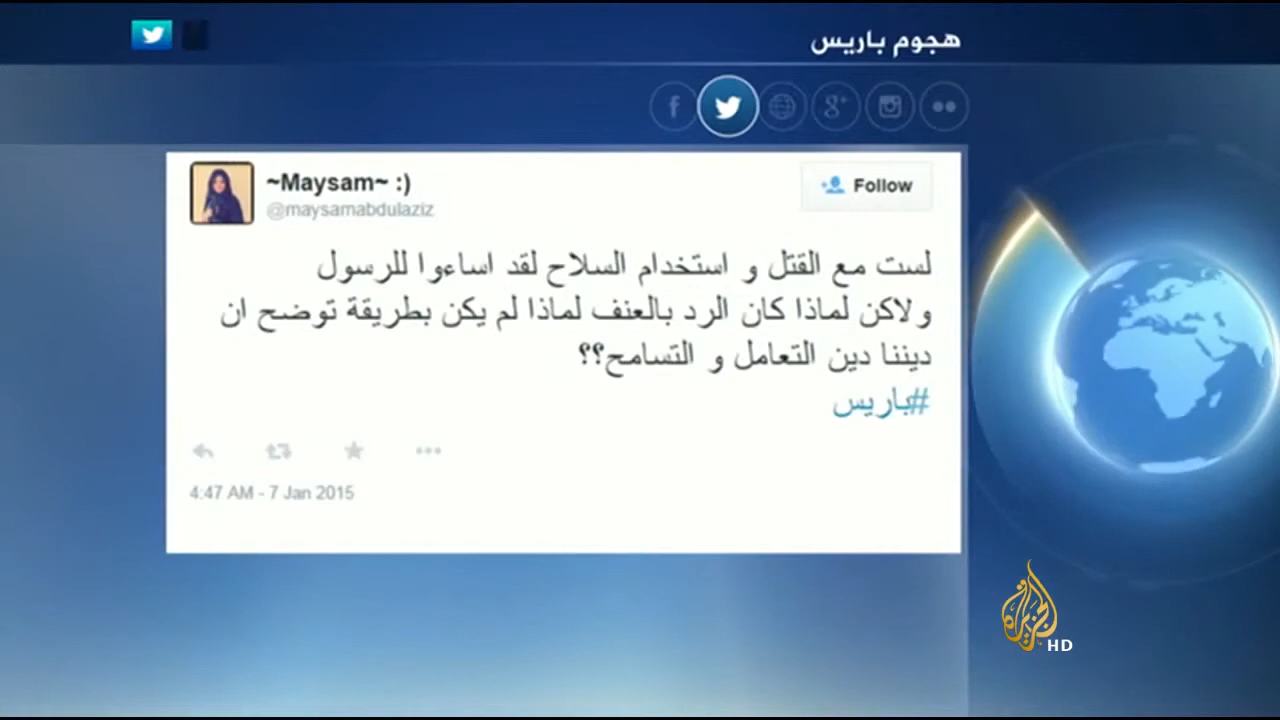 هجوم باريس
~Maysam~ :)
@maysamabdulaziz
Follow
لست مع القتل و استخدام السلاح لقد اساءوا للرسول
ولاكن لماذا كان الرد بالعنف لماذا لم يكن بطريقة توضح ان
ديننا دين التعامل و التسامح؟؟
#باريس
4:47 AM - 7 Jan 2015
الجزيرة
HD